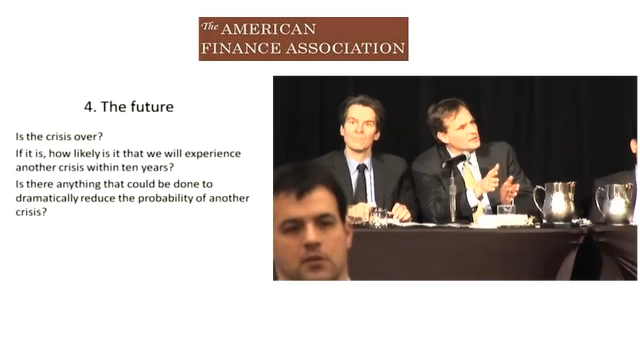 The AMERICAN
FINANCE ASSOCIATION
4. The future
Is the crisis over?
If it is, how likely is it that we will experience
another crisis within ten years?
Is there anything that could be done to
dramatically reduce the probability of another
crisis?